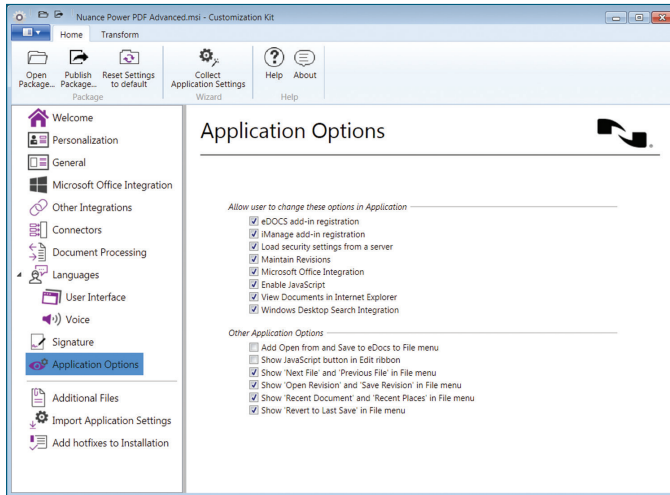 Nuance Power PDF Advanced.msi - Customization Kit
Home Transform
Open Package...
Publish Package...
Reset Settings to default
Collect Application Settings
Help
About
Package
Wizard
Help
Welcome
Personalization
General
Microsoft Office Integration
Other Integrations
Connectors
Document Processing
Languages
User Interface
Voice
Signature
Application Options
Additional Files
Import Application Settings
Add hotfixes to Installation
Application Options
Allow user to change these options in Application
eDOCS add-in registration
iManage add-in registration
Load security settings from a server
Maintain Revisions
Microsoft Office Integration
Enable JavaScript
View Documents in Internet Explorer
Windows Desktop Search Integration
Other Application Options
Add Open from and Save to eDocs to File menu
Show JavaScript button in Edit ribbon
Show 'Next File' and 'Previous File' in File menu
Show 'Open Revision' and 'Save Revision' in File menu
Show 'Recent Document' and 'Recent Places' in File menu
Show 'Revert to Last Save' in File menu